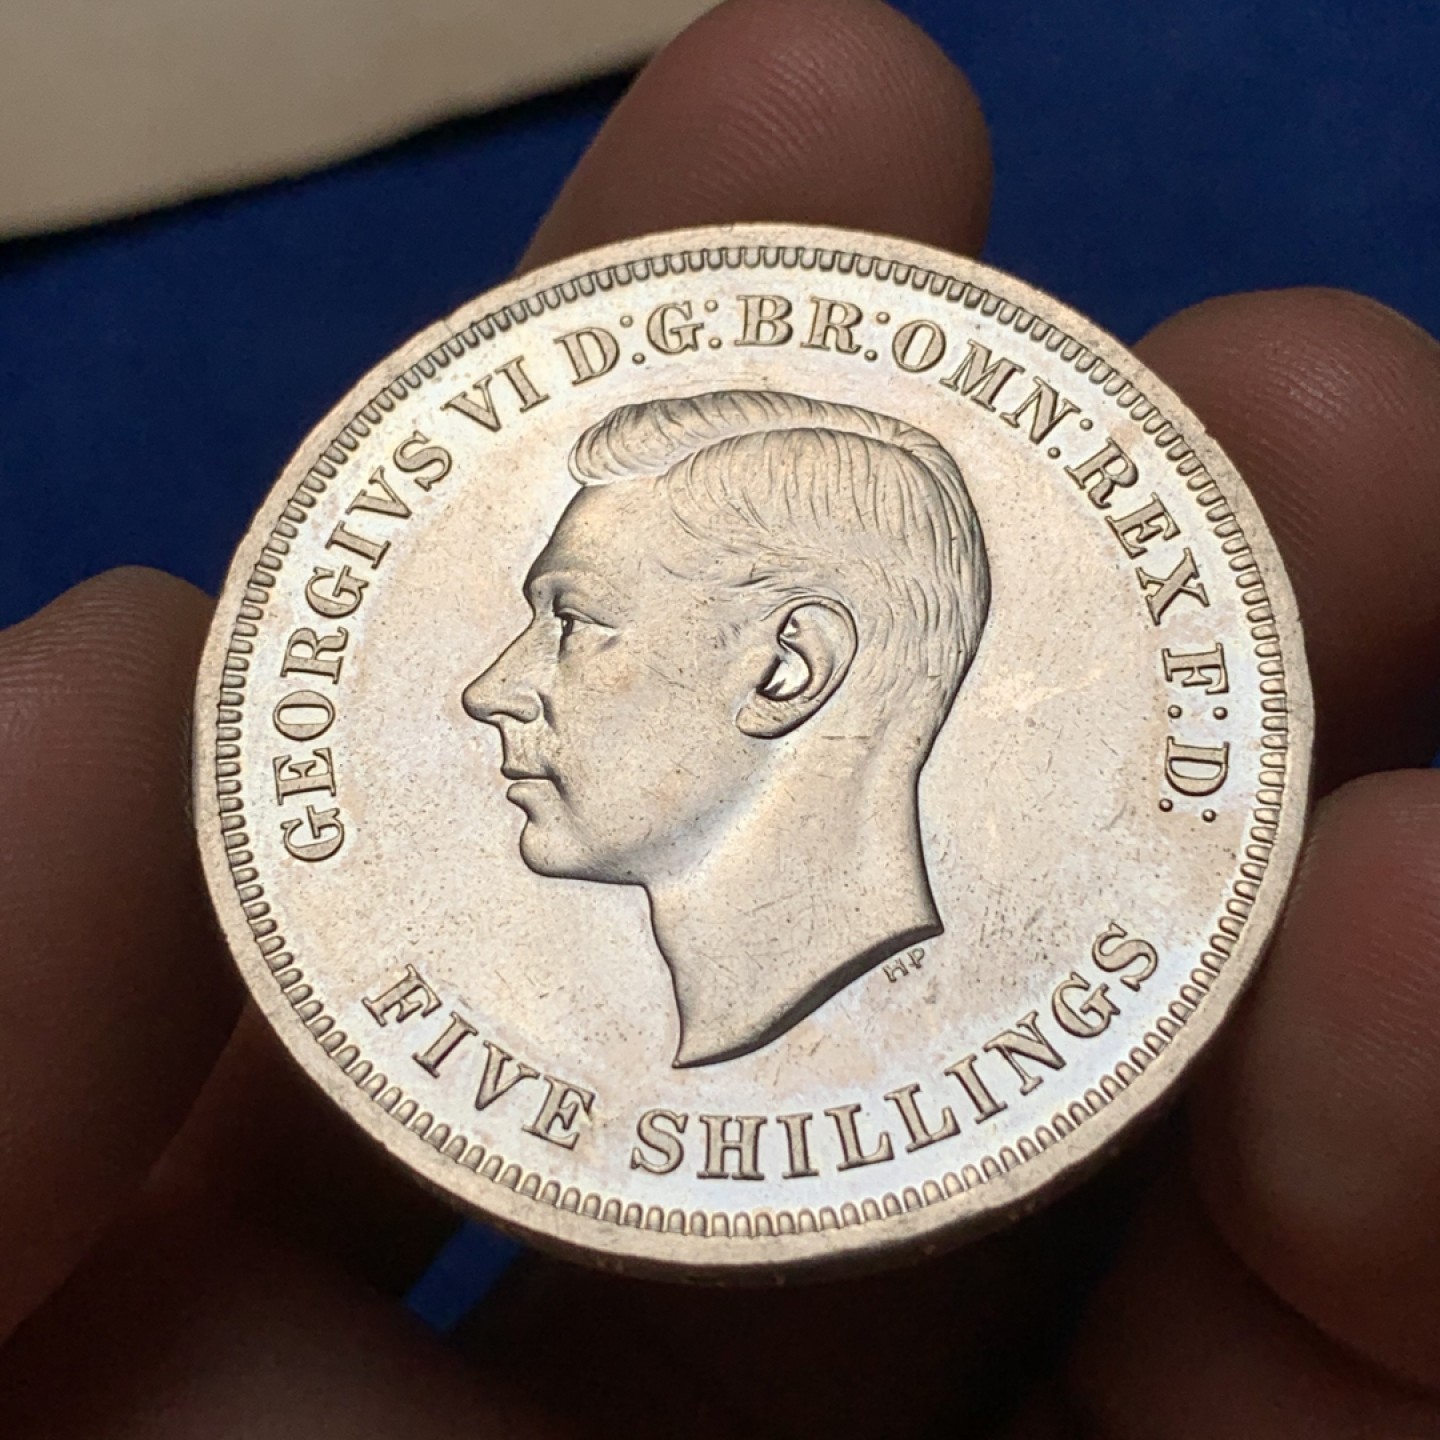 GEORGIVS VI D:G:BR:OMN:REX F:D:
HP
FIVE SHILLINGS